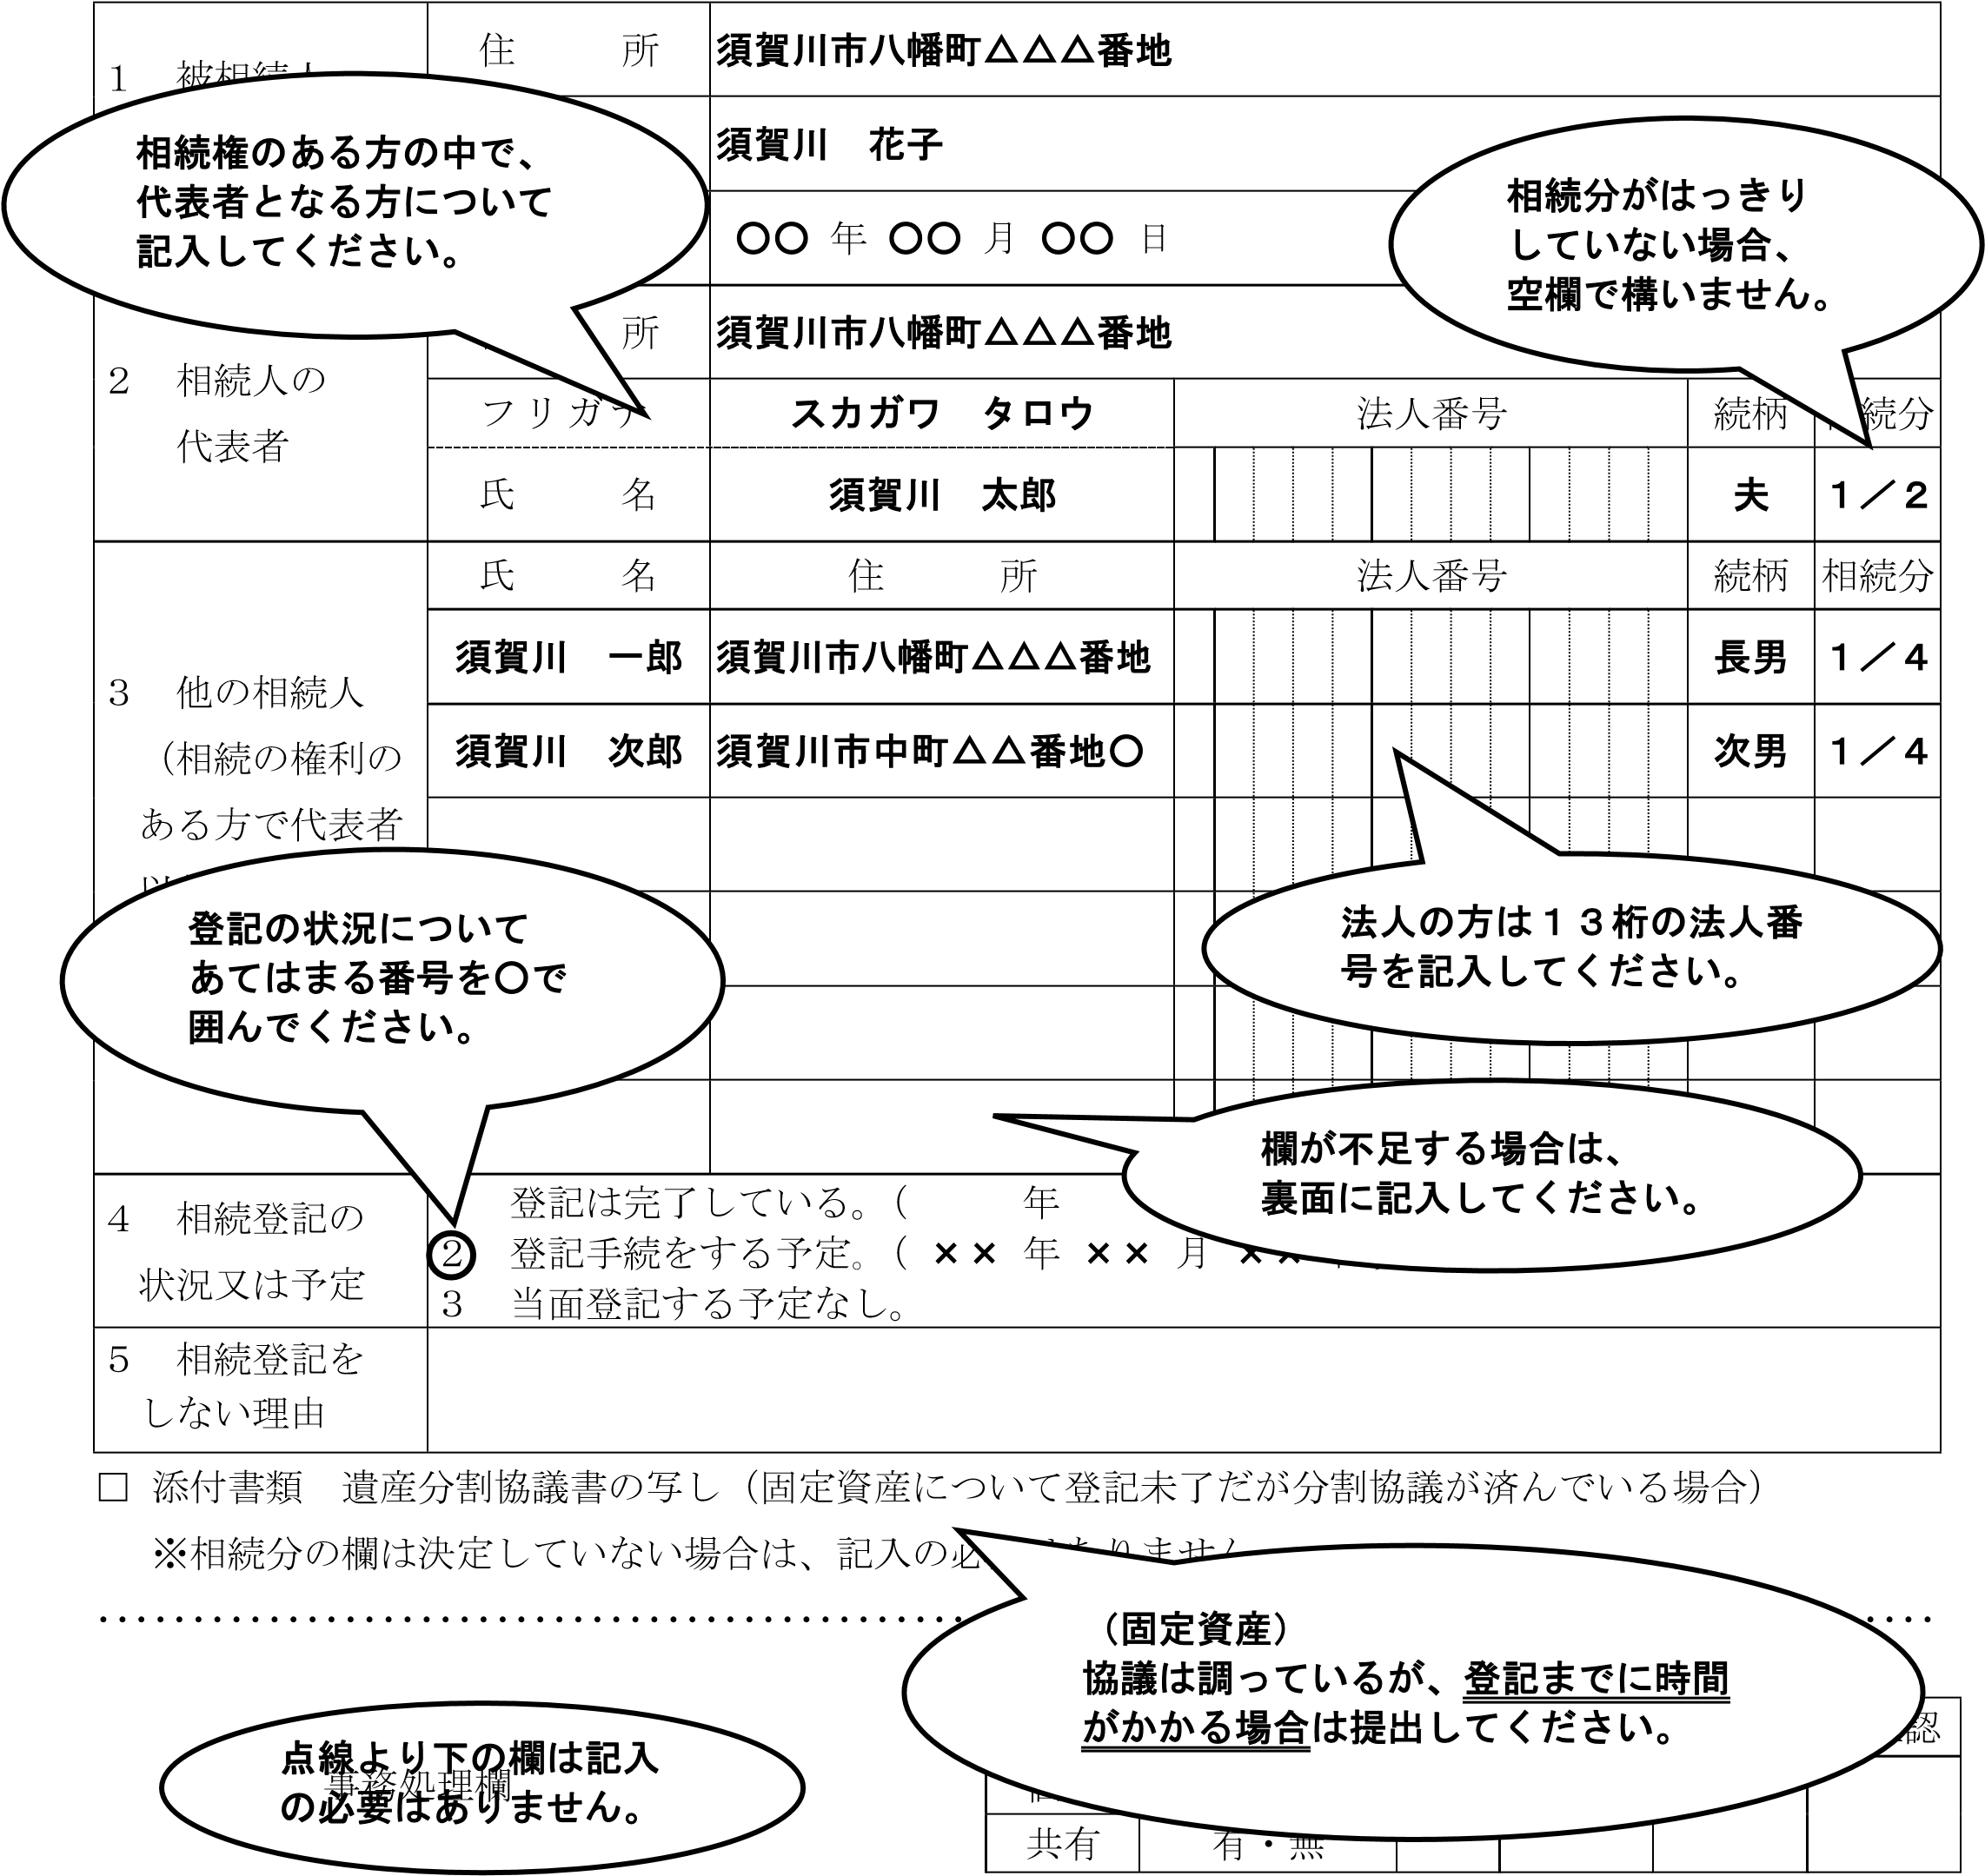 住　所　須賀川市八幡町△△△番地
１　被相続人
須賀川　花子
○○ 年 ○○ 月 ○○ 日
相続権のある方の中で、
代表者となる方について
記入してください。
相続分がはっきり
していない場合、
空欄で構いません。
所　須賀川市八幡町△△△番地
２　相続人の
代表者
フリガナ　スカガワ　タロウ　法人番号　続柄　続分
氏　名　須賀川　太郎　夫　１／２
氏　名　住　所　法人番号　続柄　相続分
須賀川　一郎　須賀川市八幡町△△△番地　長男　１／４
須賀川　次郎　須賀川市中町△△番地○　次男　１／４
３　他の相続人
（相続の権利の
ある方で代表者
登記の状況について
あてはまる番号を○で
囲んでください。
法人の方は１３桁の法人番
号を記入してください。
欄が不足する場合は、
裏面に記入してください。
４　相続登記の
状況又は予定
登記は完了している。（　年
２　登記手続をする予定。（ ×× 年 ×× 月 ××
３　当面登記する予定なし。
５　相続登記を
しない理由
□ 添付書類　遺産分割協議書の写し（固定資産について登記未了だが分割協議が済んでいる場合）
※相続分の欄は決定していない場合は、記入の必　ありません
（固定資産）
協議は調っているが、登記までに時間
がかかる場合は提出してください。
点線より下の欄は記入
の必要はありません。
事務処理欄
認
共有　有・無